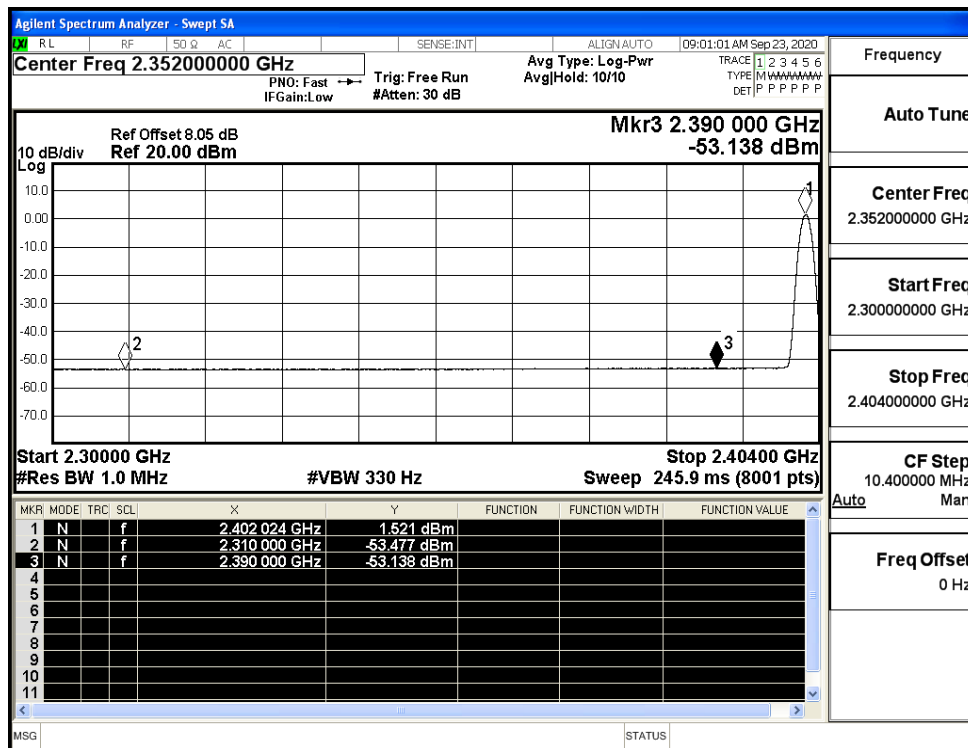 Agilent Spectrum Analyzer - Swept SA
LXI RL RF 50 Ω AC SENSE:INT ALIGN AUTO 09:01:01 AM Sep 23, 2020
Center Freq 2.352000000 GHz
PNO: Fast
IFGain:Low
Trig: Free Run
#Atten: 30 dB
Avg Type: Log-Pwr
Avg|Hold: 10/10
TRACE 1 2 3 4 5 6
TYPE M WWWWW
DET P P P P P P
Ref Offset 8.05 dB
Ref 20.00 dBm
10 dB/div
Log
Mkr3 2.390 000 GHz
-53.138 dBm
10.0
0.00
-10.0
-20.0
-30.0
-40.0
-50.0
-60.0
-70.0
1
2
3
Start 2.30000 GHz Stop 2.40400 GHz
#Res BW 1.0 MHz #VBW 330 Hz Sweep 245.9 ms (8001 pts)
MKR MODE TRC SCL X Y FUNCTION FUNCTION WIDTH FUNCTION VALUE
1 N f 2.402 024 GHz 1.521 dBm
2 N f 2.310 000 GHz -53.477 dBm
3 N f 2.390 000 GHz -53.138 dBm
4
5
6
7
8
9
10
11
MSG STATUS
Frequency
Auto Tune
Center Freq
2.352000000 GHz
Start Freq
2.300000000 GHz
Stop Freq
2.404000000 GHz
CF Step
10.400000 MHz
Auto Man
Freq Offset
0 Hz